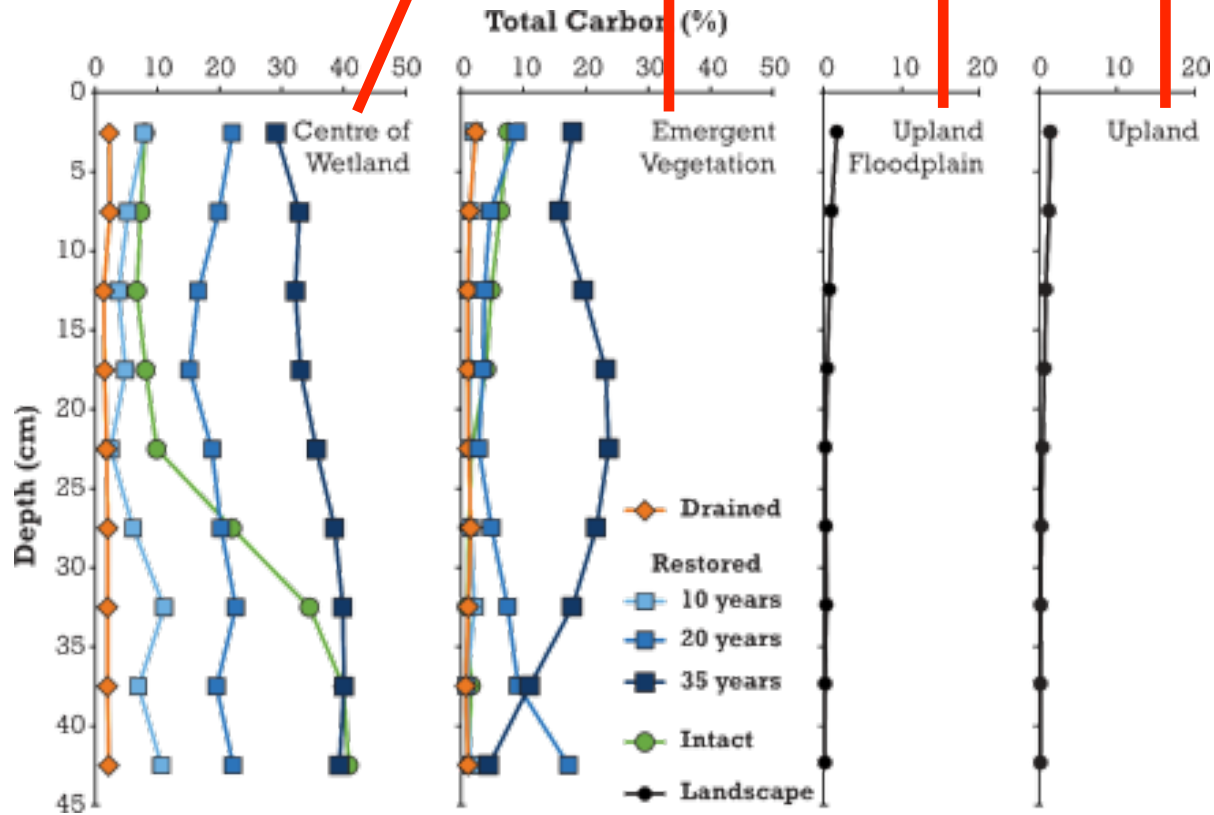 Total Carbon (%)
0 10 20 30 40 50 0 10 20 30 40 50 0 10 20 0 10 20
0
5
10
15
20
25
30
35
40
45
Depth (cm)
Centre of
Wetland
Emergent
Vegetation
Upland
Floodplain
Upland
Drained
Restored
10 years
20 years
35 years
Intact
Landscape